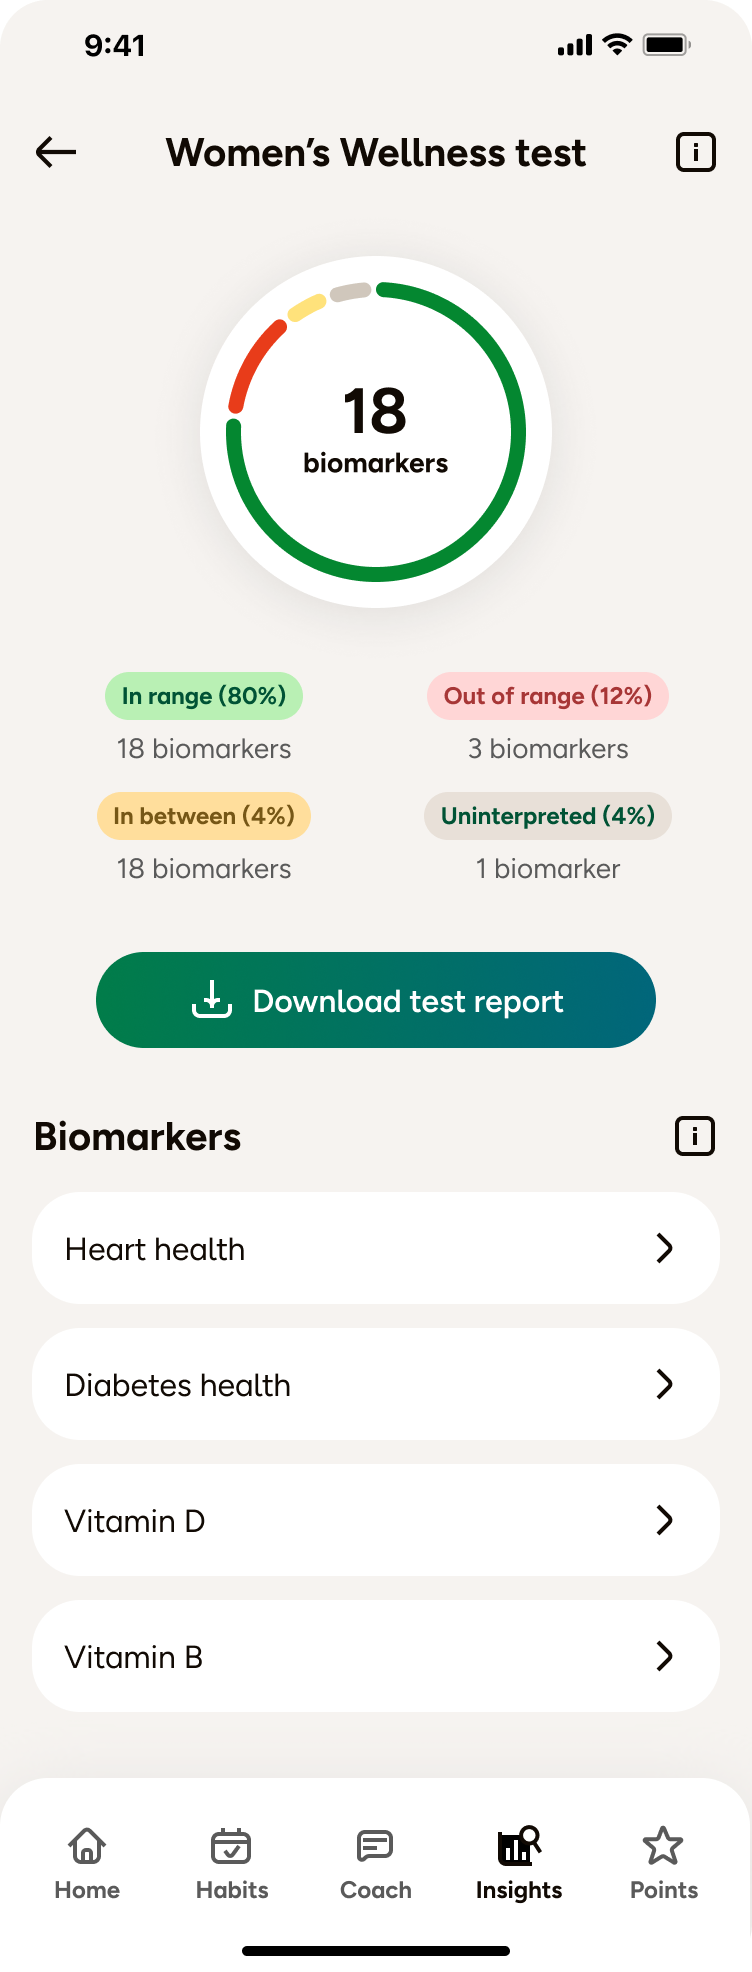 9:41
Women’s Wellness test
18
biomarkers
In range (80%)
Out of range (12%)
18 biomarkers
3 biomarkers
In between (4%)
Uninterpreted (4%)
18 biomarkers
1 biomarker
Download test report
Biomarkers
Heart health
Diabetes health
Vitamin D
Vitamin B
Home
Habits
Coach
Insights
Points